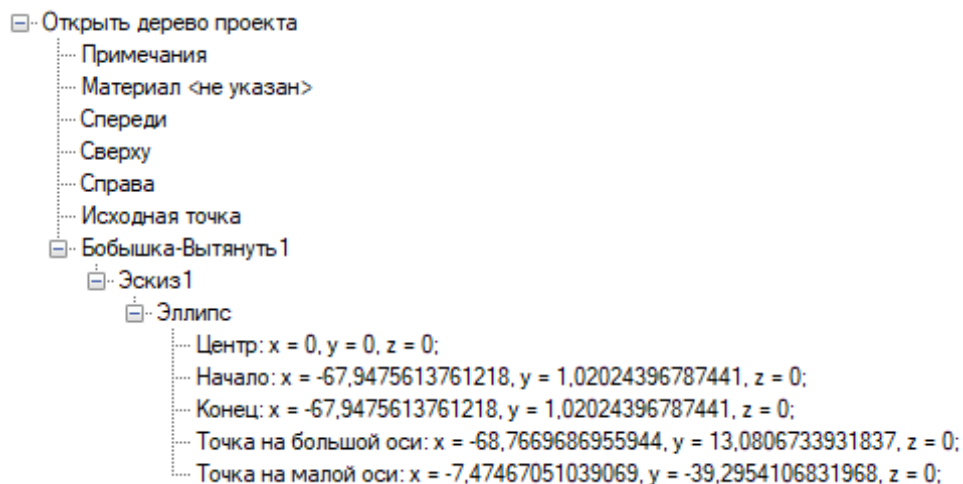 Открыть дерево проекта
Примечания
Материал <не указан>
Спереди
Сверху
Справа
Исходная точка
Бобышка-Вытянуть1
Эскиз1
Эллипс
Центр: x = 0, y = 0, z = 0;
Начало: x = -67,9475613761218, y = 1,02024396787441, z = 0;
Конец: x = -67,9475613761218, y = 1,02024396787441, z = 0;
Точка на большой оси: x = -68,7669686955944, y = 13,0806733931837, z = 0;
Точка на малой оси: x = -7,47467051039069, y = -39,2954106831968, z = 0;